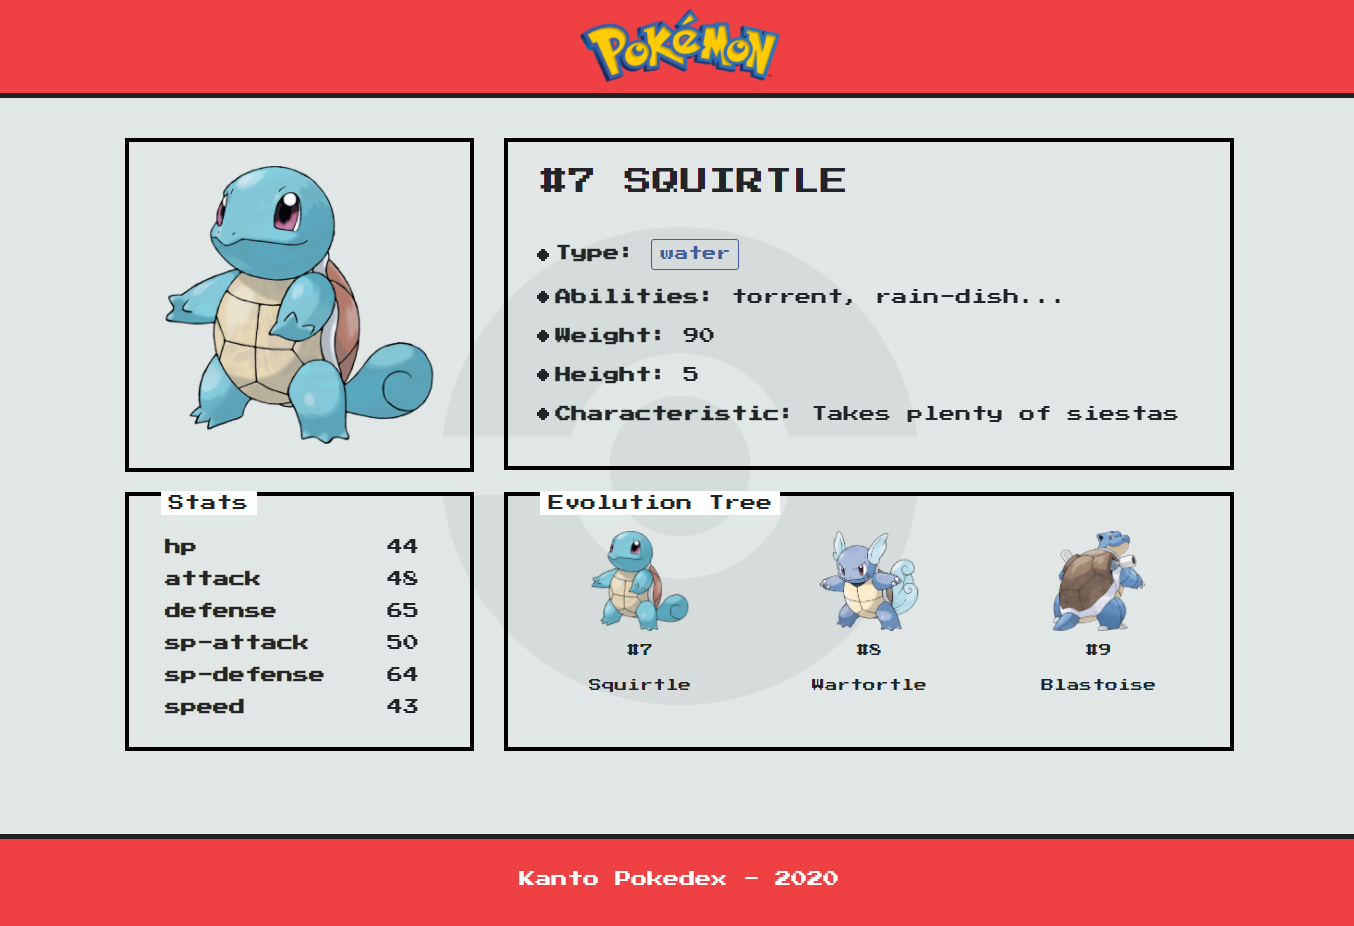 POKéMON
#7 SQUIRTLE
Type: water
Abilities: torrent, rain-dish...
Weight: 90
Height: 5
Characteristic: Takes plenty of siestas
Stats
hp 44
attack 48
defense 65
sp-attack 50
sp-defense 64
speed 43
Evolution Tree
#7 #8 #9
Squirtle Wartortle Blastoise
Kanto Pokedex - 2020